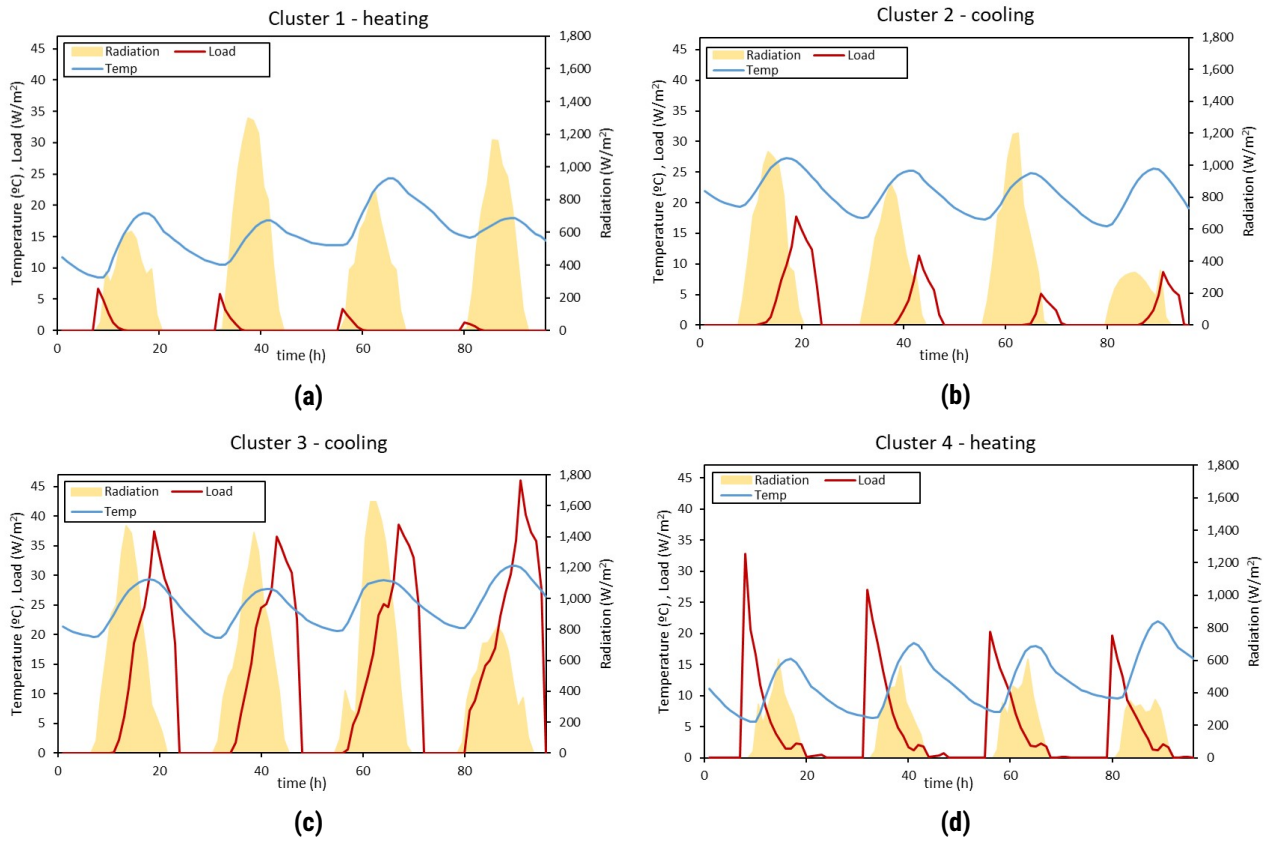 Cluster 1 - heating
Radiation
Load
Temp
Temperature (ºC) , Load (W/m²)
45
40
35
30
25
20
15
10
5
0
1,800
1,600
1,400
1,200
1,000
800
600
400
200
0
Radiation (W/m²)
0 20 40 60 80
time (h)
(a)
Cluster 2 - cooling
Radiation
Load
Temp
Temperature (ºC) , Load (W/m²)
45
40
35
30
25
20
15
10
5
0
1,800
1,600
1,400
1,200
1,000
800
600
400
200
0
Radiation (W/m²)
0 20 40 60 80
time (h)
(b)
Cluster 3 - cooling
Radiation
Load
Temp
Temperature (ºC) , Load (W/m²)
45
40
35
30
25
20
15
10
5
0
1,800
1,600
1,400
1,200
1,000
800
600
400
200
0
Radiation (W/m²)
0 20 40 60 80
time (h)
(c)
Cluster 4 - heating
Radiation
Load
Temp
Temperature (ºC) , Load (W/m²)
45
40
35
30
25
20
15
10
5
0
1,800
1,600
1,400
1,200
1,000
800
600
400
200
0
Radiation (W/m²)
0 20 40 60 80
time (h)
(d)